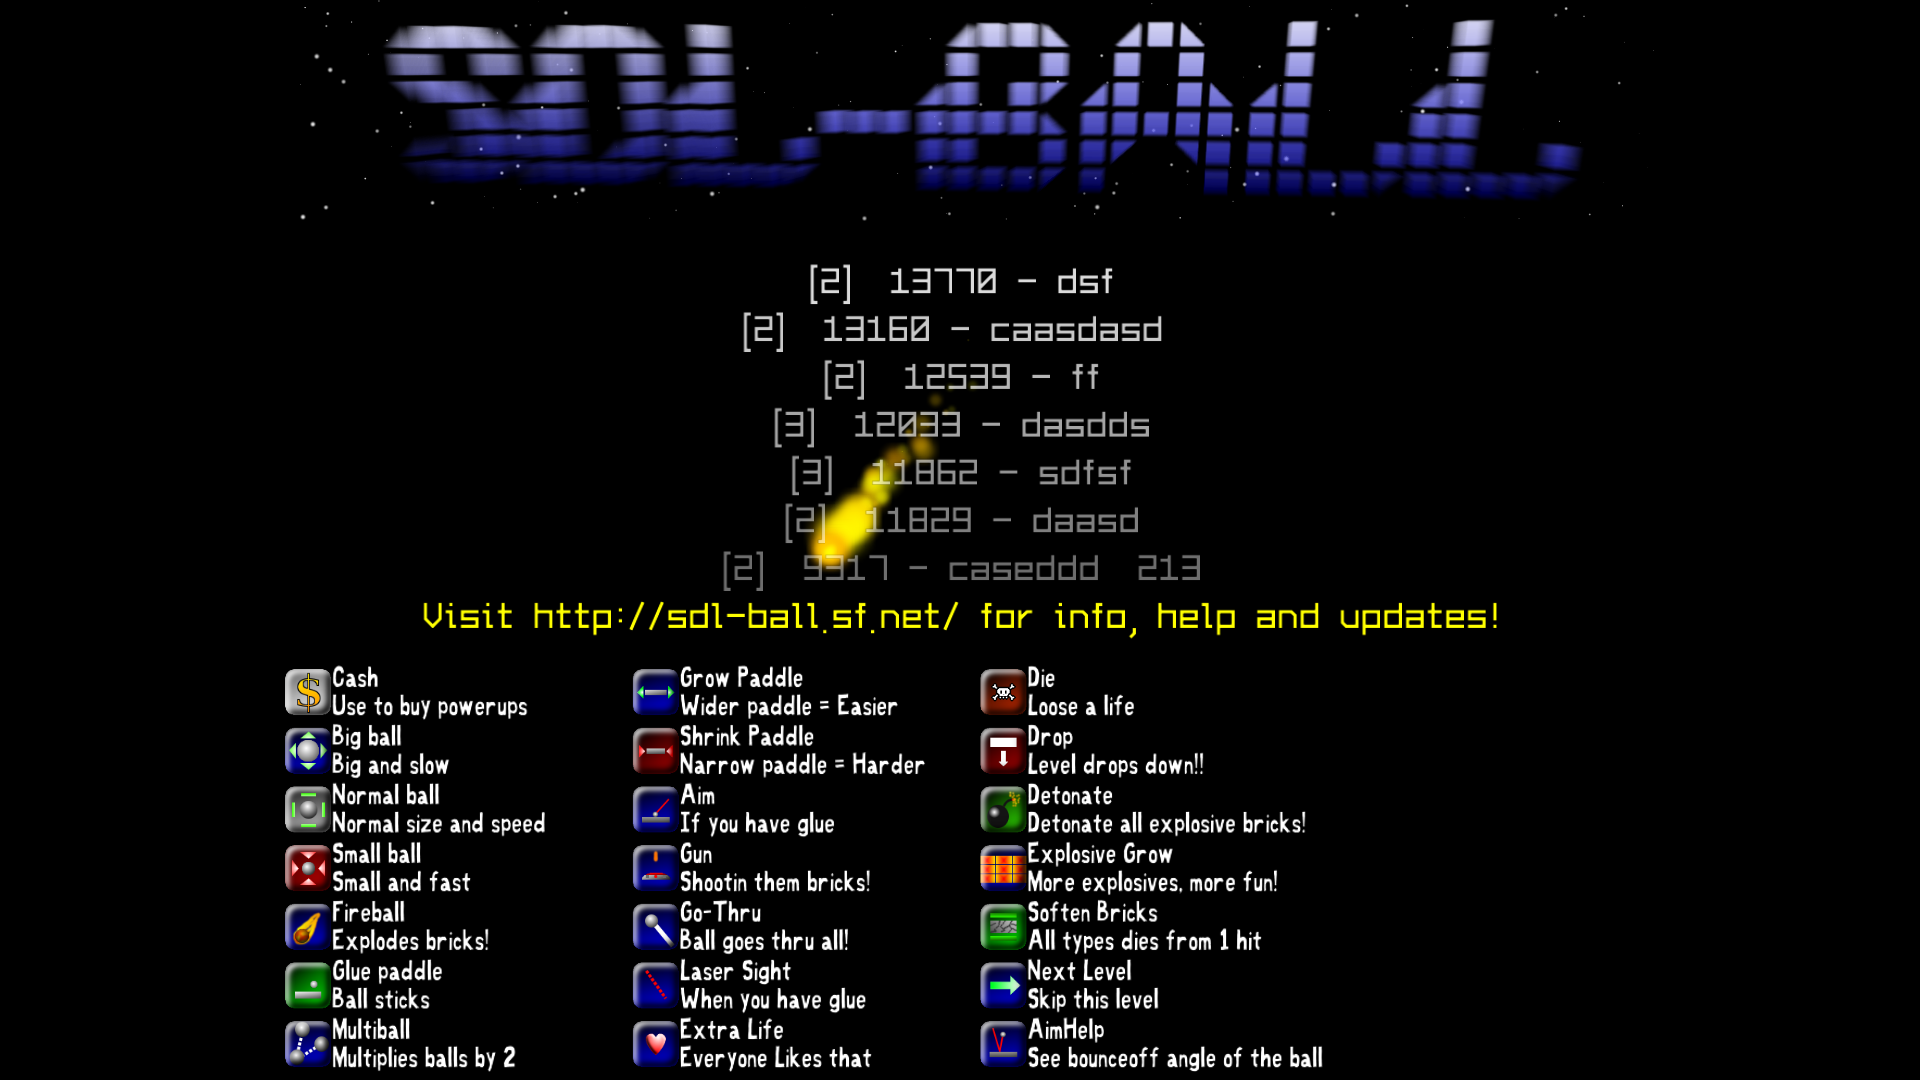 SDL-BALL
[2] 13770 - dsf
[2] 13160 - caasdasd
[2] 12539 - ff
[3] 12033 - dasdds
[3] 11862 - sdfsf
[2] 11829 - daasd
[2] 9317 - caseddd 213
Visit http://sdl-ball.sf.net/ for info, help and updates!
Cash
Use to buy powerups
Big ball
Big and slow
Normal ball
Normal size and speed
Small ball
Small and fast
Fireball
Explodes bricks!
Glue paddle
Ball sticks
Multiball
Multiplies balls by 2
Grow Paddle
Wider paddle = Easier
Shrink Paddle
Narrow paddle = Harder
Aim
If you have glue
Gun
Shootin them bricks!
Go-Thru
Ball goes thru all!
Laser Sight
When you have glue
Extra Life
Everyone Likes that
Die
Loose a life
Drop
Level drops down!!
Detonate
Detonate all explosive bricks!
Explosive Grow
More explosives, more fun!
Soften Bricks
All types dies from 1 hit
Next Level
Skip this level
AimHelp
See bounceoff angle of the ball